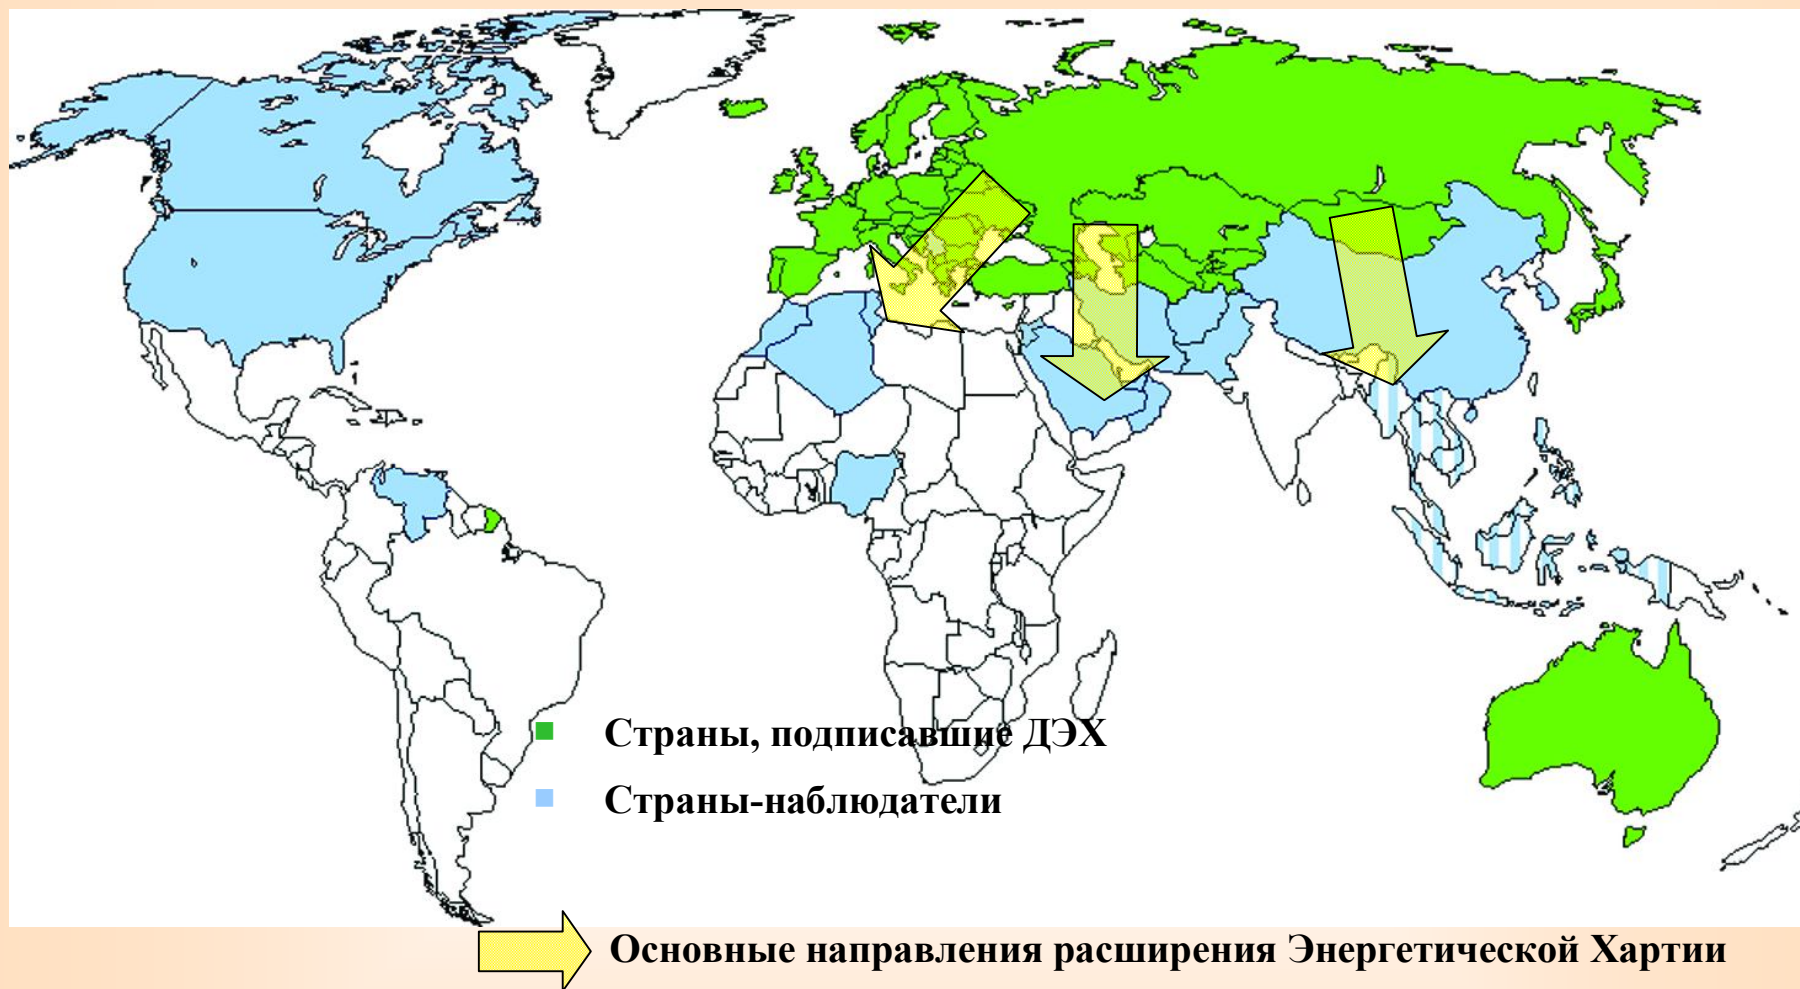 Страны, подписавшие ДЭХ
Страны-наблюдатели
Основные направления расширения Энергетической Хартии